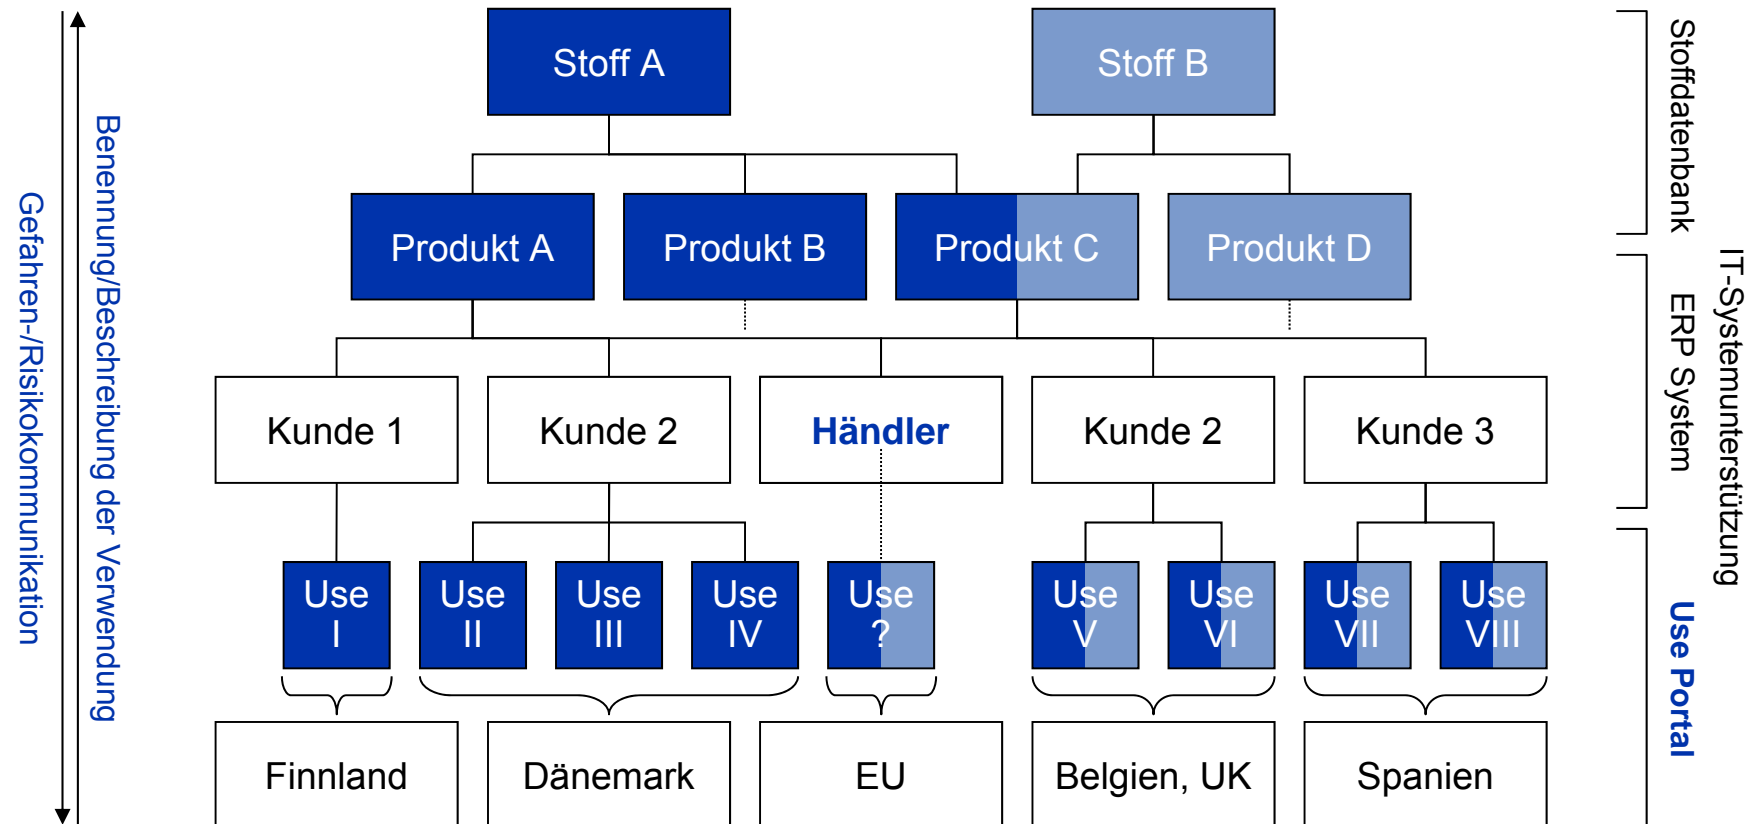 Stoff A
Stoff B
Produkt A
Produkt B
Produkt C
Produkt D
Kunde 1
Kunde 2
Händler
Kunde 2
Kunde 3
Use
I
Use
II
Use
III
Use
IV
Use
?
Use
V
Use
VI
Use
VII
Use
VIII
Finnland
Dänemark
EU
Belgien, UK
Spanien
Gefahren-/Risikokommunikation
Benennung/Beschreibung der Verwendung
Stoffdatenbank
ERP System
Use Portal
IT-Systemunterstützung